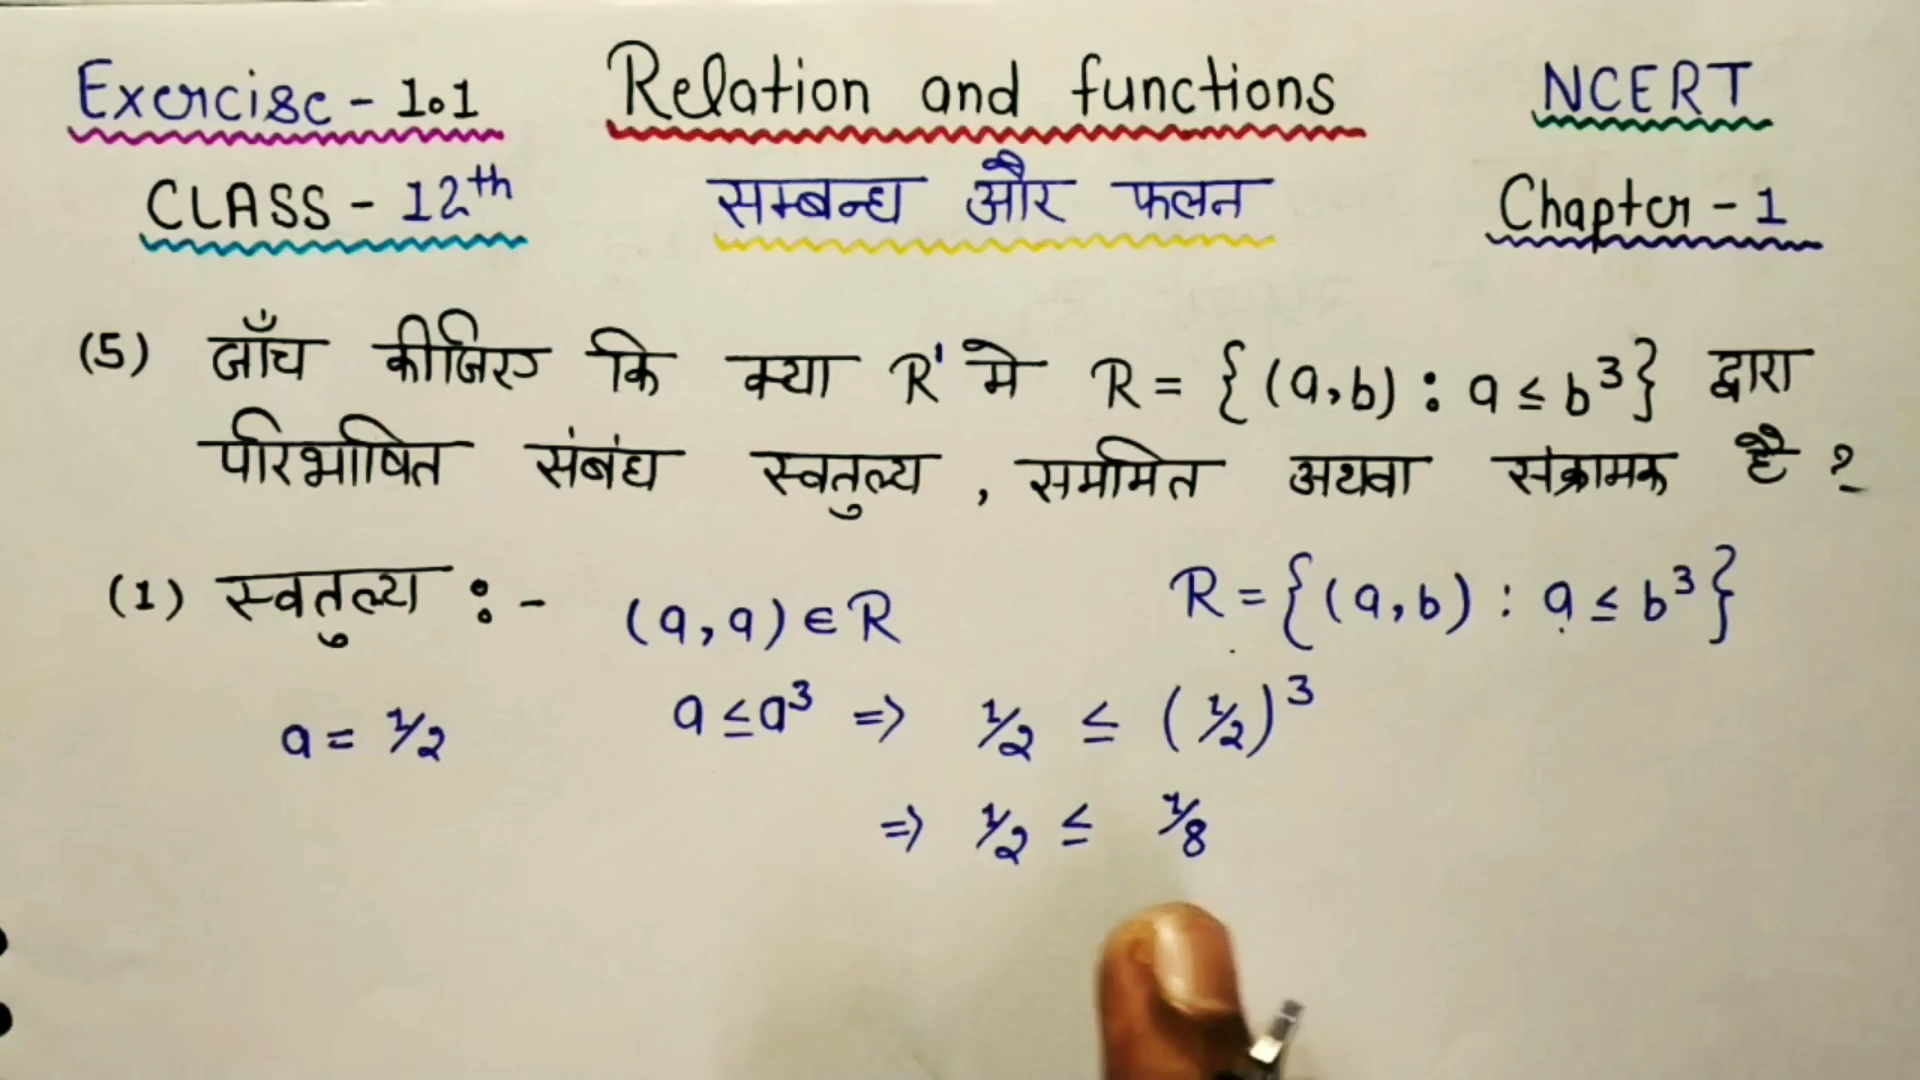 Exercise - 1.1 Relation and functions NCERT
CLASS - 12th सम्बन्ध और फलन Chapter - 1
(5) जाँच कीजिए कि क्या R में R = {(a,b) : a ≤ b³} द्वारा
परिभाषित संबंध स्वतुल्य, सममित अथवा संक्रामक है ?
(1) स्वतुल्य :- (a,a) ∈ R R = {(a,b) : a ≤ b³}
a = 1/2 a ≤ a³ => 1/2 ≤ (1/2)³
=> 1/2 ≤ 1/8